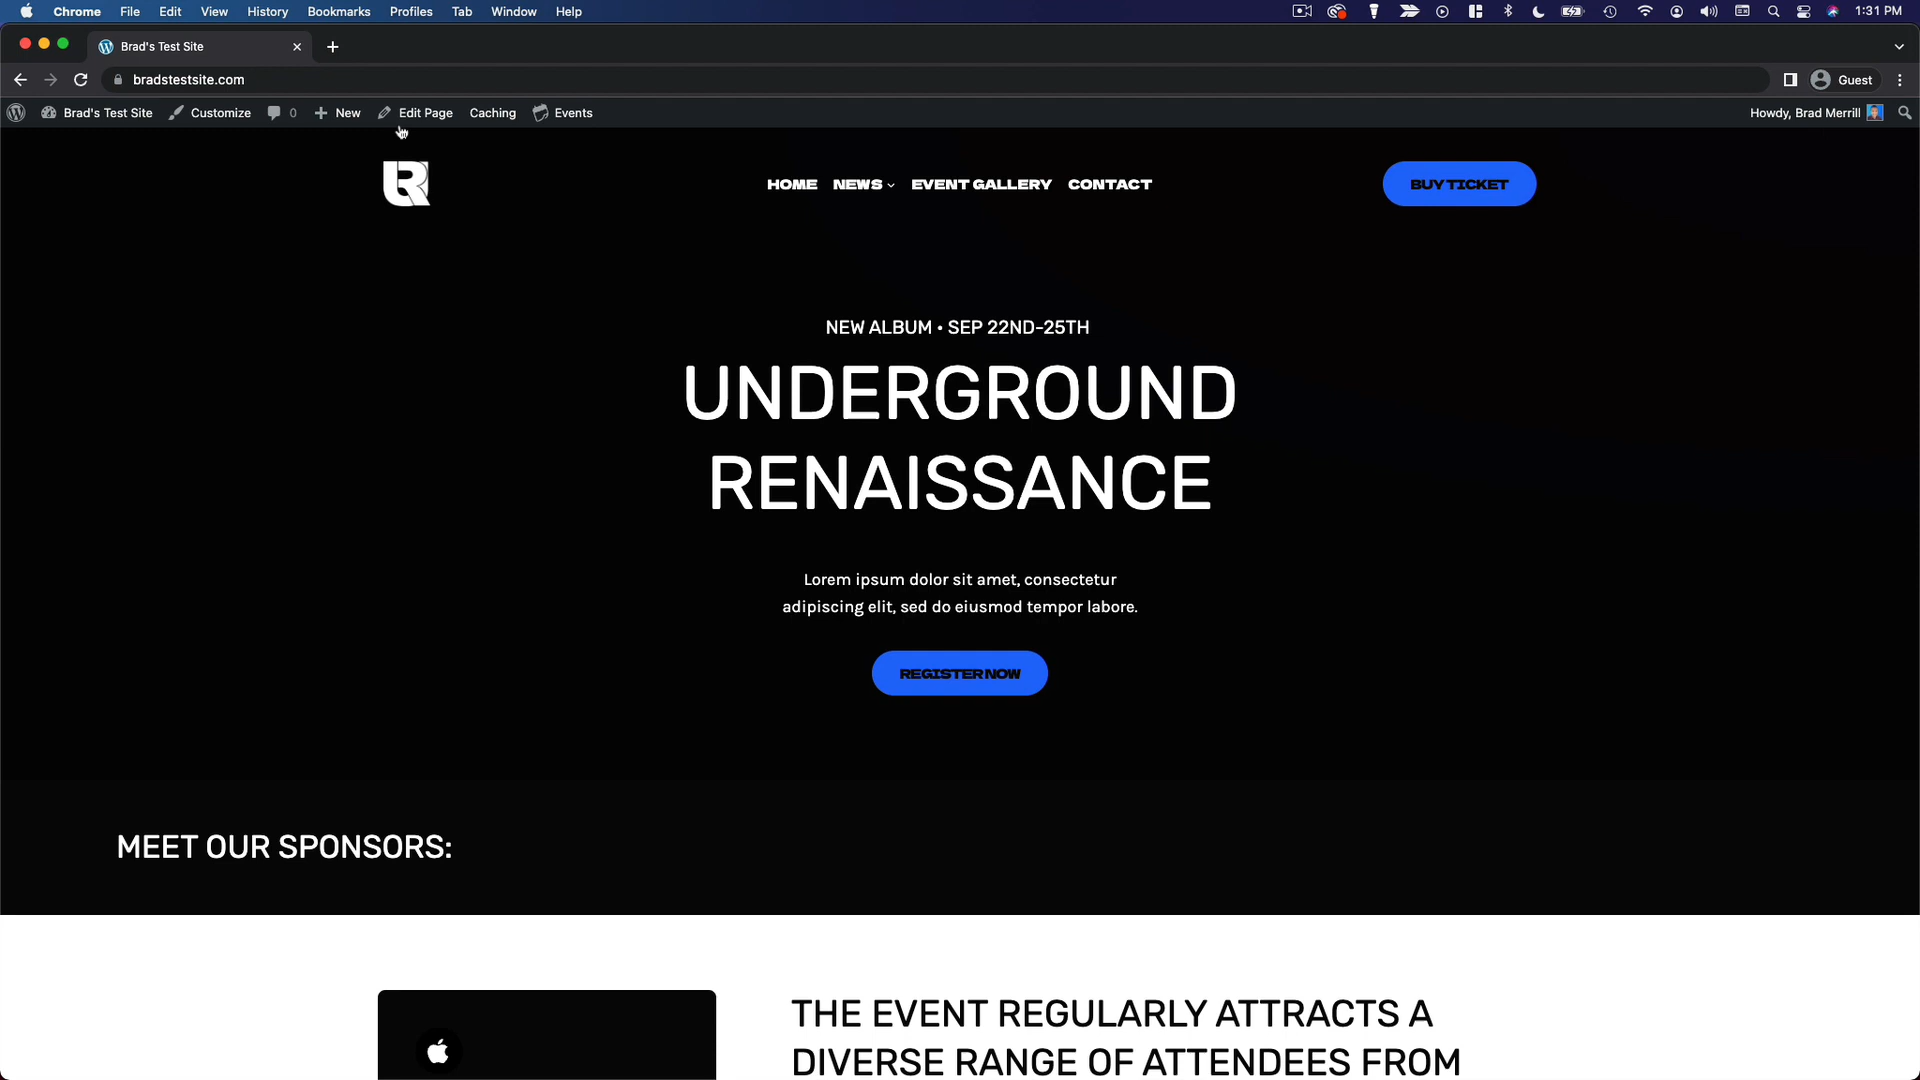 Chrome File Edit View History Bookmarks Profiles Tab Window Help 1:31 PM
Brad's Test Site
bradstestsite.com Guest
Brad's Test Site Customize 0 New Edit Page Caching Events Howdy, Brad Merrill
HOME NEWS EVENT GALLERY CONTACT BUY TICKET
NEW ALBUM • SEP 22ND-25TH
UNDERGROUND
RENAISSANCE
Lorem ipsum dolor sit amet, consectetur
adipiscing elit, sed do eiusmod tempor labore.
REGISTER NOW
MEET OUR SPONSORS:
THE EVENT REGULARLY ATTRACTS A
DIVERSE RANGE OF ATTENDEES FROM